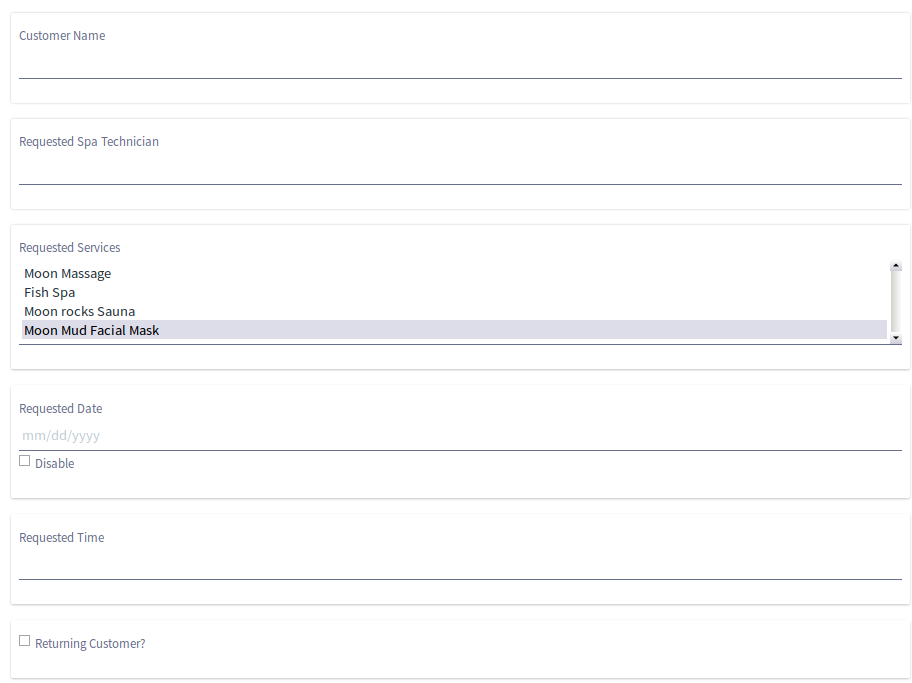 Customer Name
Requested Spa Technician
Requested Services
Moon Massage
Fish Spa
Moon rocks Sauna
Moon Mud Facial Mask
Requested Date
mm/dd/yyyy
Disable
Requested Time
Returning Customer?